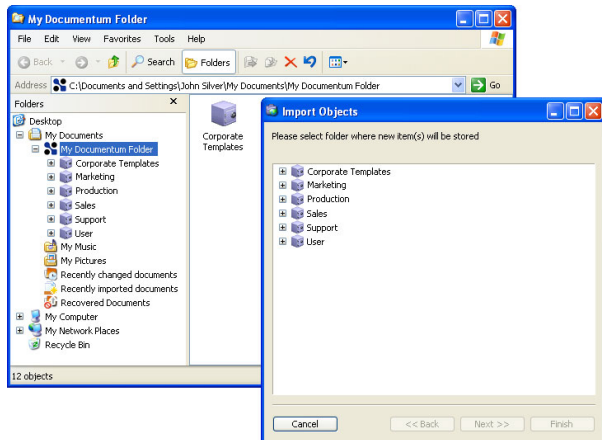 My Documentum Folder
File Edit View Favorites Tools Help
Back Search Folders
Address C:\Documents and Settings\John Silver\My Documents\My Documentum Folder Go
Folders x
Desktop
My Documents
My Documentum Folder
Corporate Templates
Marketing
Production
Sales
Support
User
My Music
My Pictures
Recently changed documents
Recently imported documents
Recovered Documents
My Computer
My Network Places
Recycle Bin
12 objects
Corporate
Templates
Import Objects
Please select folder where new item(s) will be stored
Corporate Templates
Marketing
Production
Sales
Support
User
Cancel << Back Next >> Finish